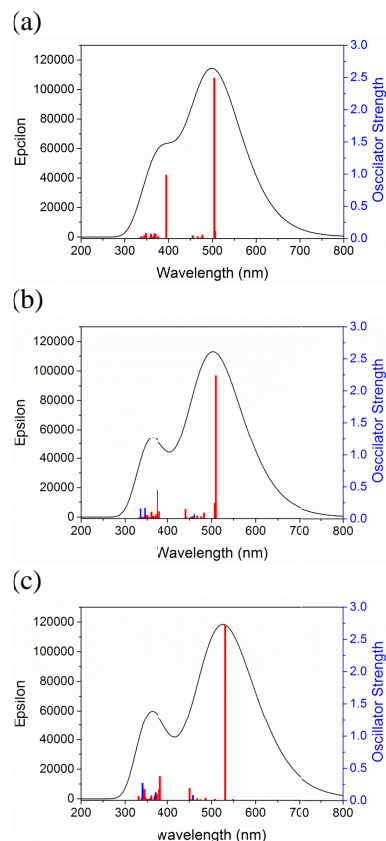 (a)
120000
100000
80000
60000
40000
20000
0
Epcilon
3.0
2.5
2.0
1.5
1.0
0.5
0.0
Osccilator Strength
200 300 400 500 600 700 800
Wavelength (nm)
(b)
120000
100000
80000
60000
40000
20000
0
Epsilon
3.0
2.5
2.0
1.5
1.0
0.5
0.0
Osccilator Strength
200 300 400 500 600 700 800
Wavelength (nm)
(c)
120000
100000
80000
60000
40000
20000
0
Epsilon
3.0
2.5
2.0
1.5
1.0
0.5
0.0
Oscillator Strength
200 300 400 500 600 700 800
wavelength (nm)